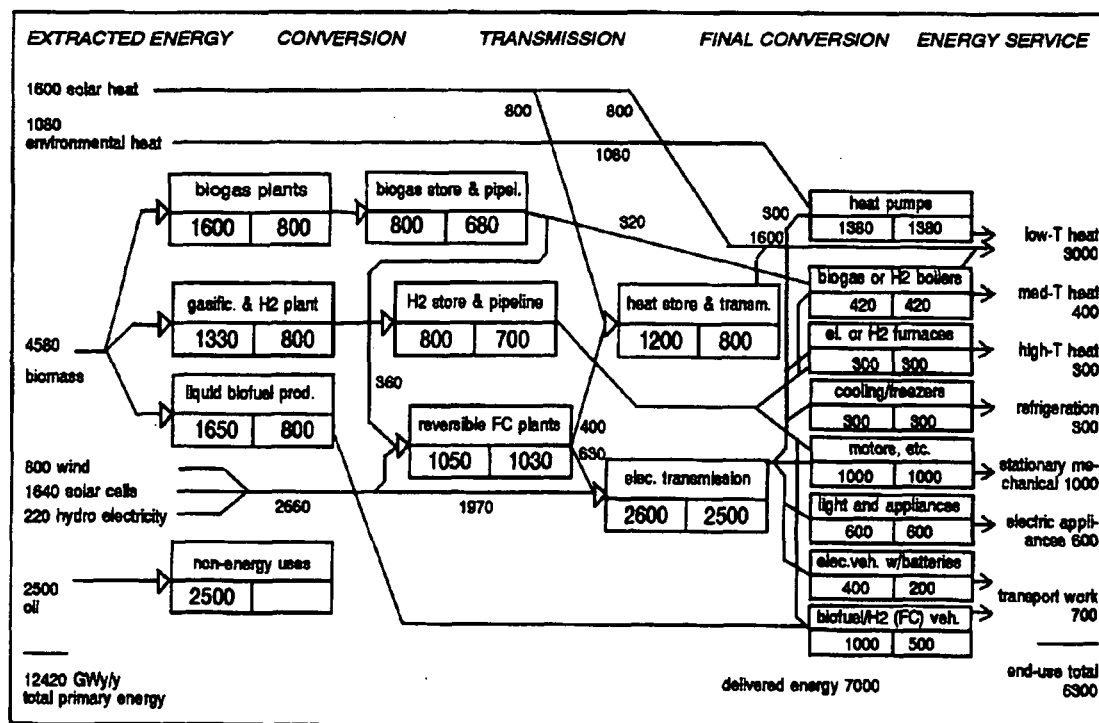 EXTRACTED ENERGY CONVERSION TRANSMISSION FINAL CONVERSION ENERGY SERVICE
1600 solar heat
800
800
1080
environmental heat
1080
biogas plants
1600 800
biogas store & pipel.
800 680
320
300
1600
heat pumps
1380 1380
low-T heat
3000
biogas or H2 boilers
420 420
med-T heat
400
gasific. & H2 plant
1330 800
H2 store & pipeline
800 700
heat store & transm.
1200 800
el. or H2 furnaces
300 300
high-T heat
300
4580
biomass
360
liquid biofuel prod.
1650 800
reversible FC plants
1050 1030
400
630
cooling/freezers
300 300
refrigeration
300
motors, etc.
1000 1000
stationary me-
chanical 1000
800 wind
1640 solar cells
220 hydro electricity
2660
1970
elec. transmission
2600 2500
light and appliances
600 600
electric appli-
ances 600
non-energy uses
2500
2500
oil
elec.veh. w/batteries
400 200
transport work
700
biofuel/H2 (FC) veh.
1000 500
12420 GWy/y
total primary energy
delivered energy 7000
end-use total
6300